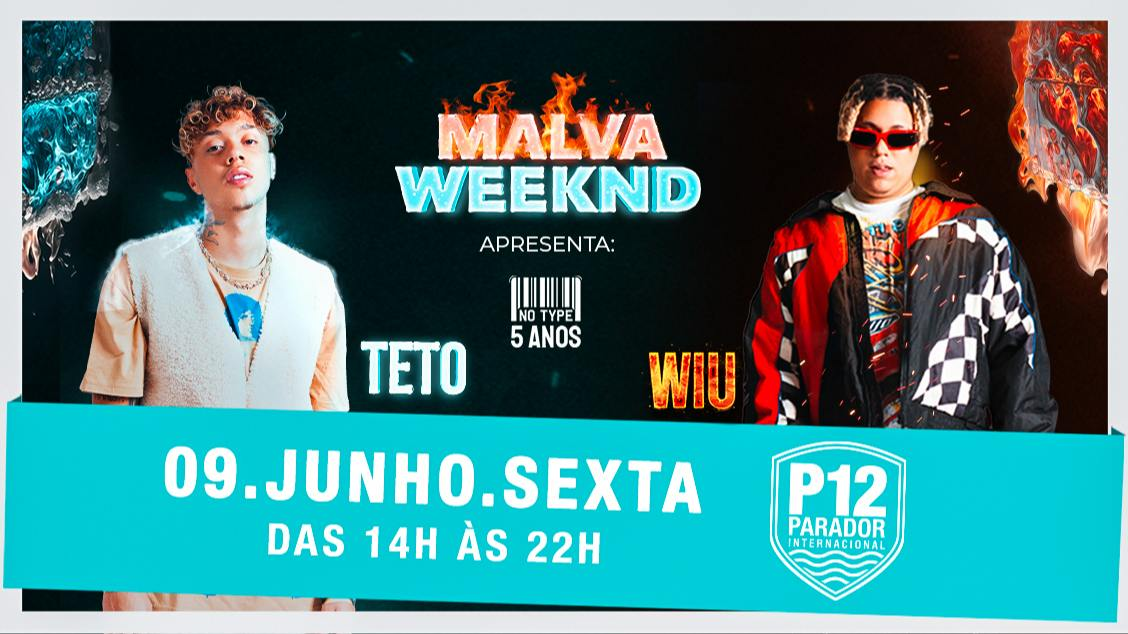 MALVA
WEEKND
APRESENTA:
NO TYPE
5 ANOS
TETO
WIU
09.JUNHO.SEXTA
DAS 14H ÀS 22H
P12
PARADOR
INTERNACIONAL